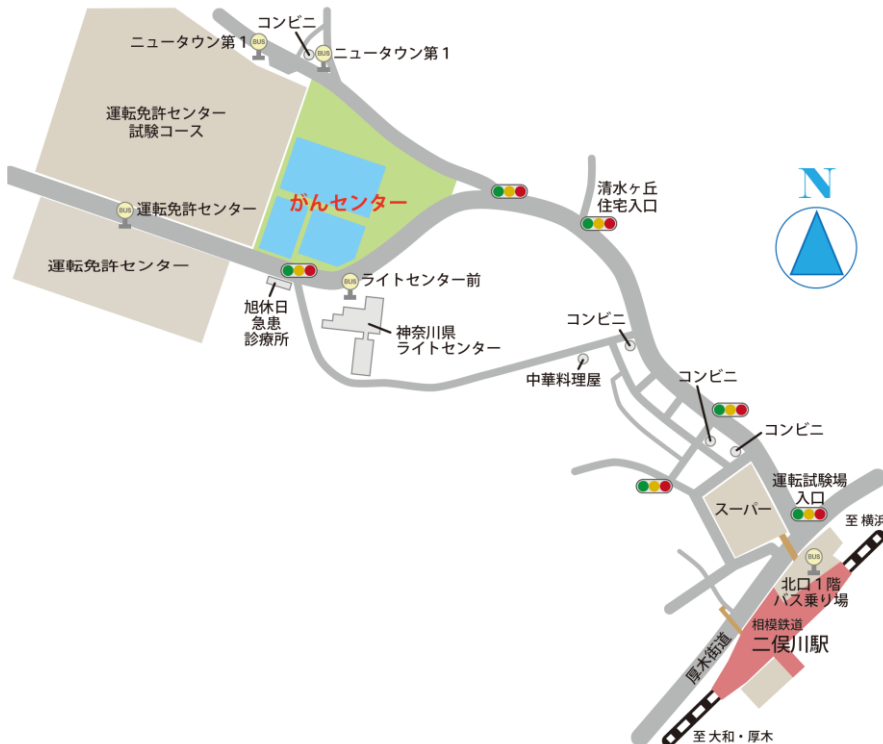 コンビニ
ニュータウン第1
BUS
BUS
ニュータウン第1
運転免許センター
試験コース
がんセンター
清水ヶ丘
住宅入口
N
BUS
運転免許センター
運転免許センター
BUS
ライトセンター前
旭休日
急患
診療所
神奈川県
ライトセンター
コンビニ
中華料理屋
コンビニ
コンビニ
運転試験場
入口
スーパー
至 横浜
BUS
北口1階
バス乗り場
相模鉄道
二俣川駅
厚木街道
至 大和・厚木